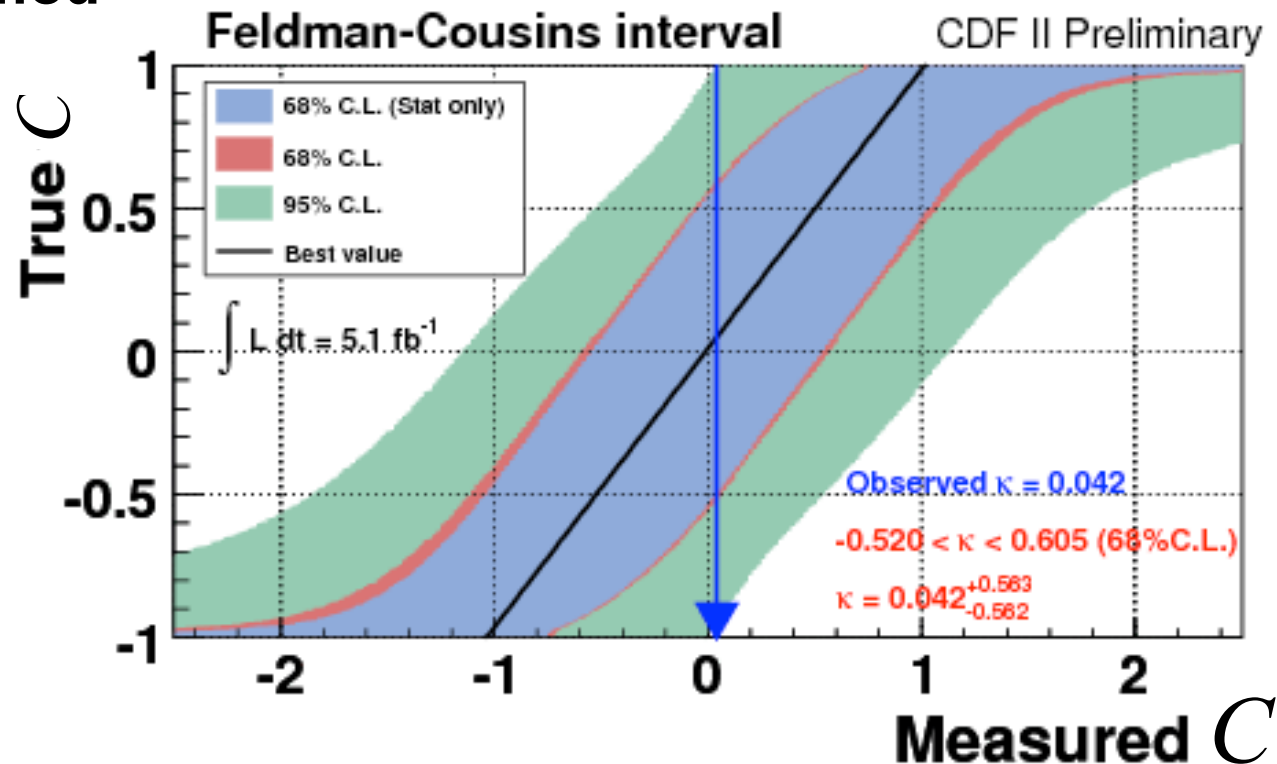 Feldman-Cousins interval
CDF II Preliminary
True C
1
0.5
0
-0.5
-1
68% C.L. (Stat only)
68% C.L.
95% C.L.
Best value
∫ L dt = 5.1 fb⁻¹
Observed κ = 0.042
-0.520 < κ < 0.605 (68%C.L.)
κ = 0.042 +0.563 -0.562
-2 -1 0 1 2
Measured C